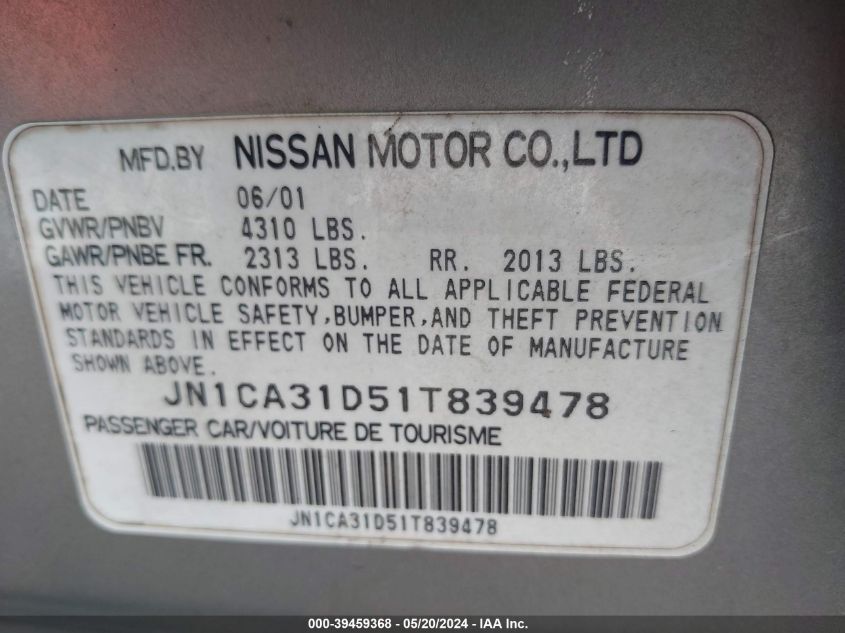 MFD.BY NISSAN MOTOR CO.,LTD
DATE 06/01
GVWR/PNBV 4310 LBS.
GAWR/PNBE FR. 2313 LBS. RR. 2013 LBS.
THIS VEHICLE CONFORMS TO ALL APPLICABLE FEDERAL
MOTOR VEHICLE SAFETY,BUMPER,AND THEFT PREVENTION
STANDARDS IN EFFECT ON THE DATE OF MANUFACTURE
SHOWN ABOVE.
JN1CA31D51T839478
PASSENGER CAR/VOITURE DE TOURISME
JN1CA31D51T839478
000-39459368 - 05/20/2024 - IAA Inc.